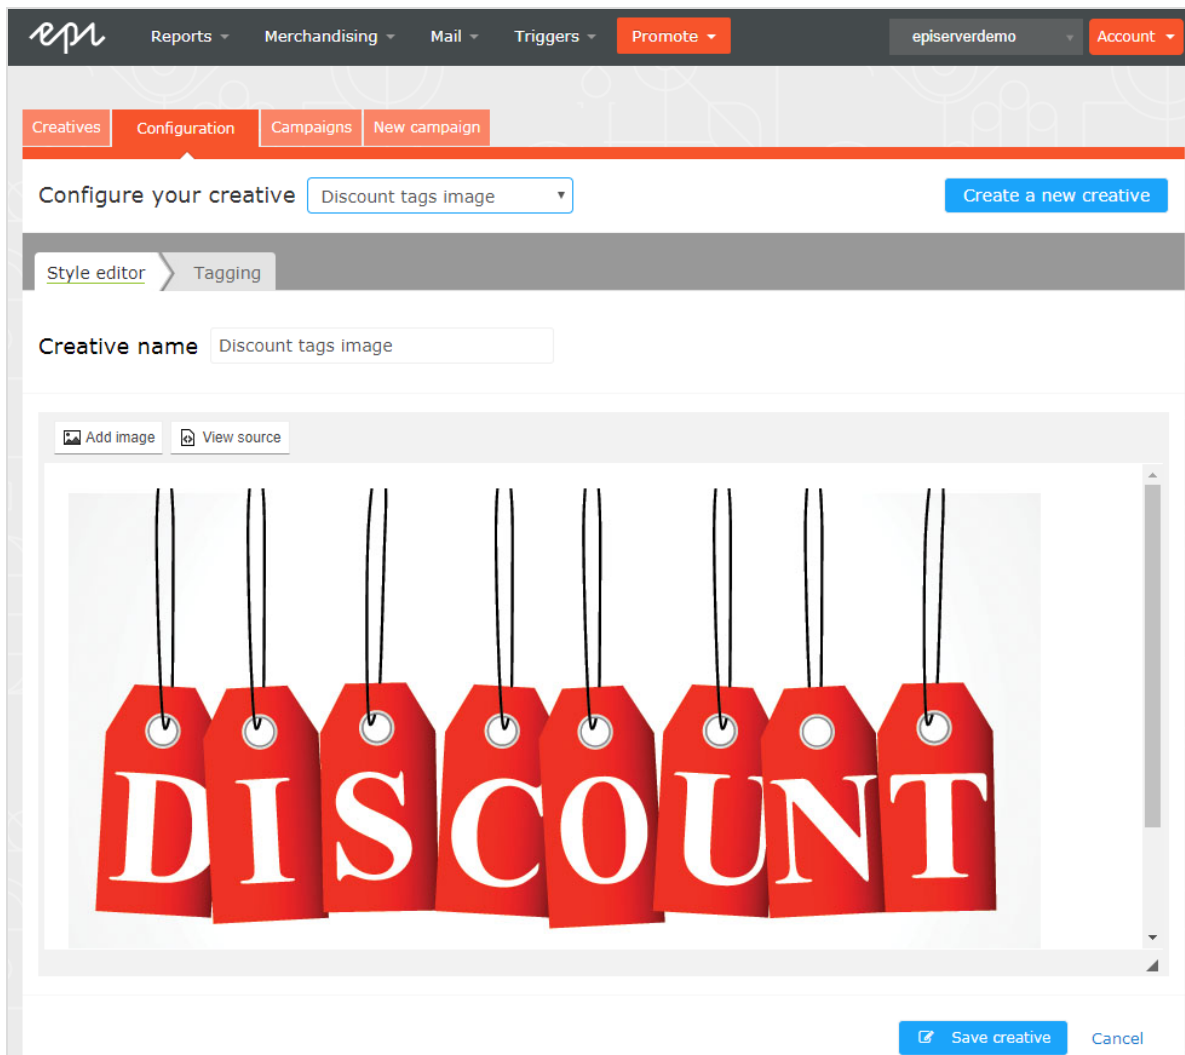 epi Reports Merchandising Mail Triggers Promote episerverdemo Account
Creatives Configuration Campaigns New campaign
Configure your creative Discount tags image Create a new creative
Style editor Tagging
Creative name Discount tags image
Add image View source
DISCOUNT
Save creative Cancel